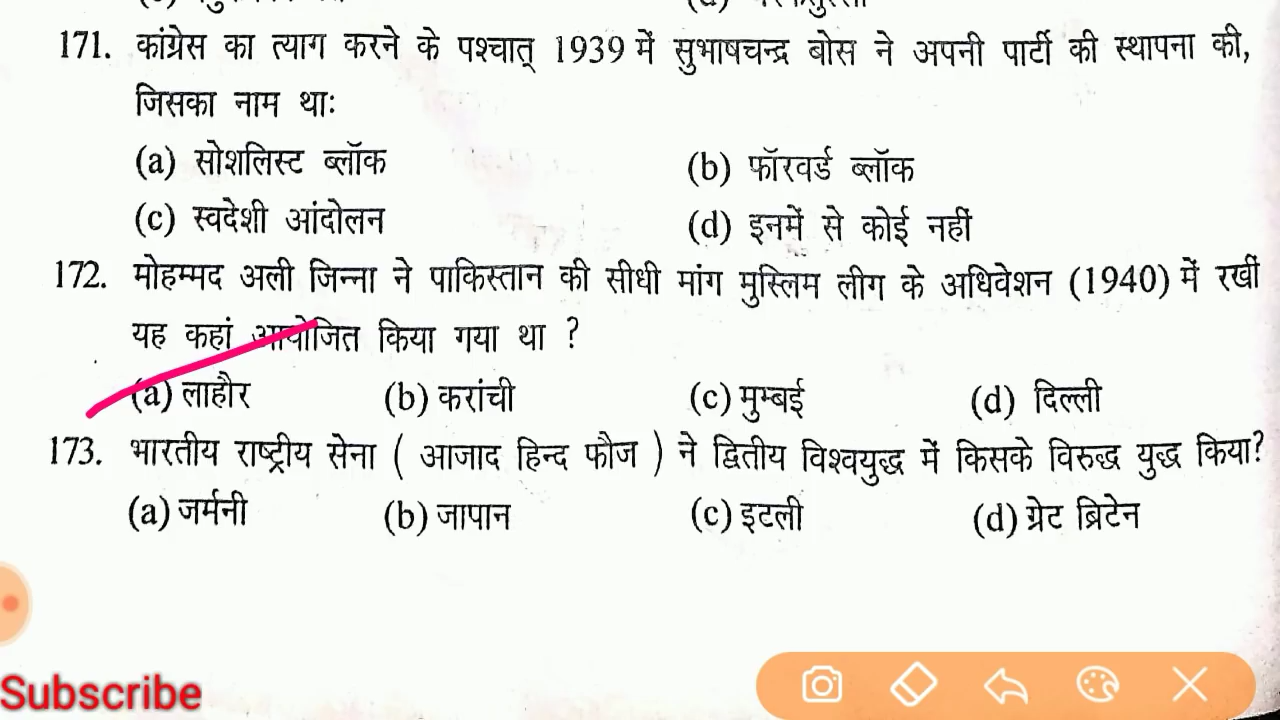 171. कांग्रेस का त्याग करने के पश्चात् 1939 में सुभाषचन्द्र बोस ने अपनी पार्टी की स्थापना की,
जिसका नाम था:
(a) सोशलिस्ट ब्लॉक (b) फॉरवर्ड ब्लॉक
(c) स्वदेशी आंदोलन (d) इनमें से कोई नहीं
172. मोहम्मद अली जिन्ना ने पाकिस्तान की सीधी मांग मुस्लिम लीग के अधिवेशन (1940) में रखीं
यह कहां आयोजित किया गया था ?
(a) लाहौर (b) करांची (c) मुम्बई (d) दिल्ली
173. भारतीय राष्ट्रीय सेना ( आजाद हिन्द फौज ) ने द्वितीय विश्वयुद्ध में किसके विरुद्ध युद्ध किया?
(a) जर्मनी (b) जापान (c) इटली (d) ग्रेट ब्रिटेन
Subscribe